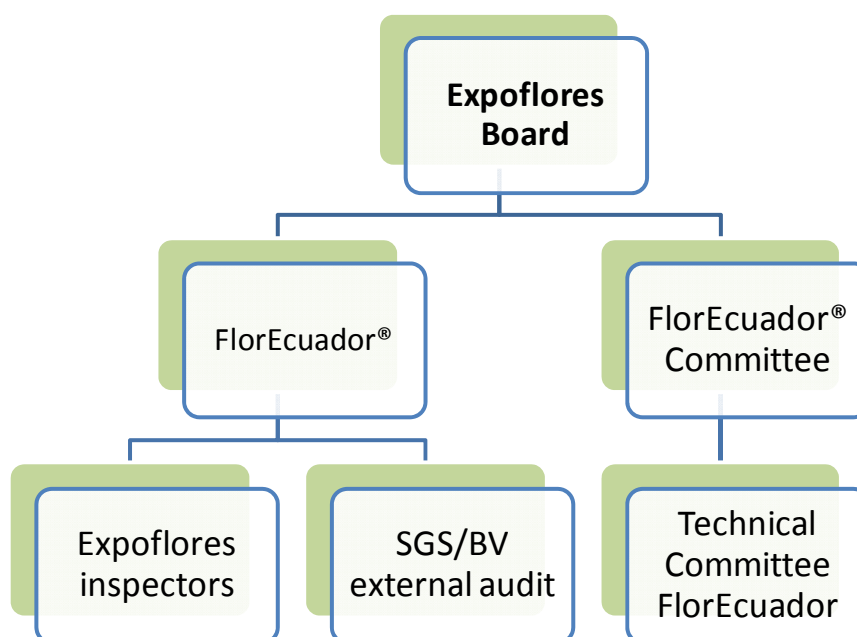 Expoflores
Board
FlorEcuador®
FlorEcuador®
Committee
Expoflores
inspectors
SGS/BV
external audit
Technical
Committee
FlorEcuador